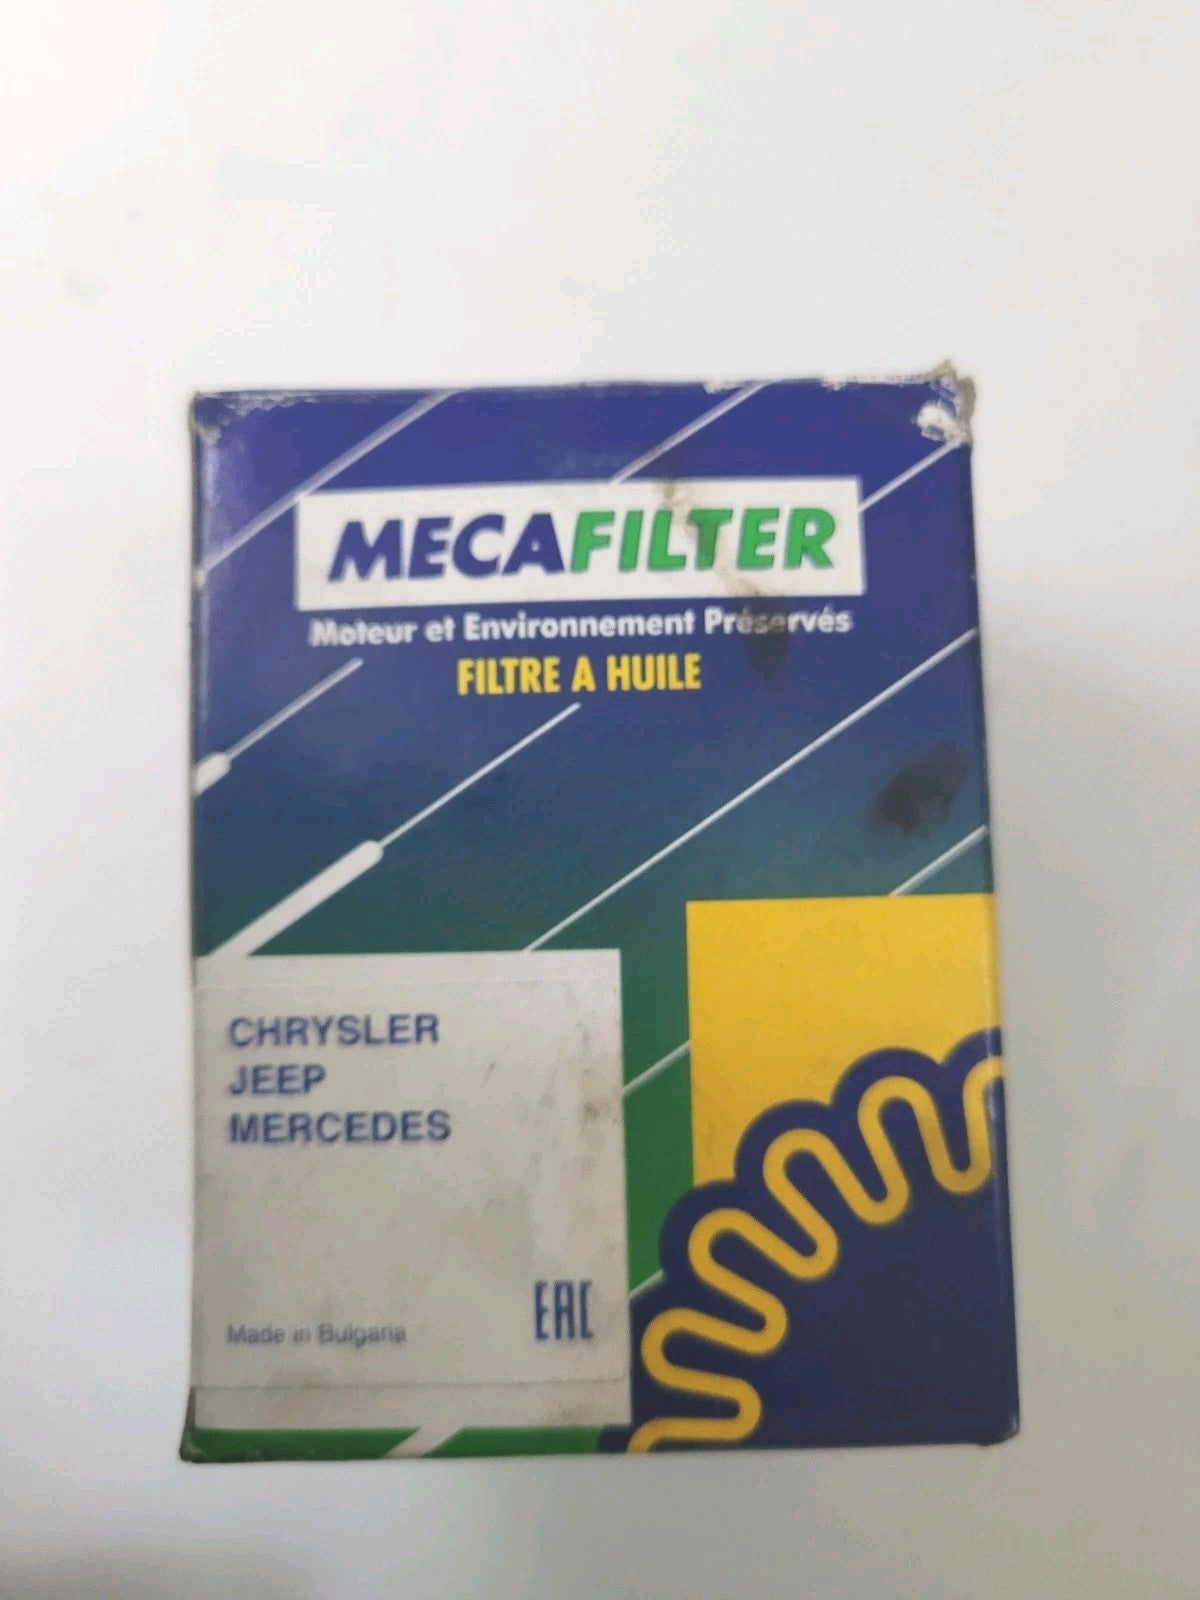 MECAFILTER
Moteur et Environnement Préservés
FILTRE A HUILE
CHRYSLER
JEEP
MERCEDES
Made in Bulgaria
EAC